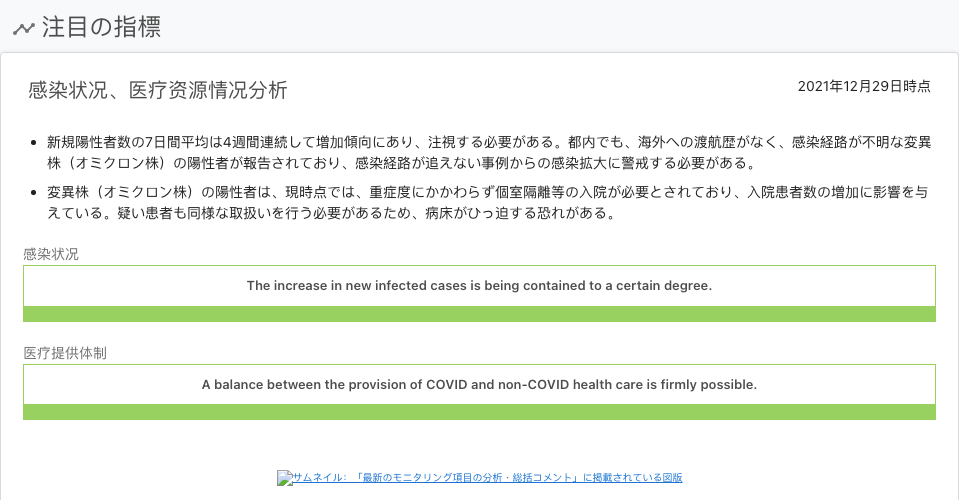 注目の指標
感染状况、医疗资源情况分析
2021年12月29日時点
新規陽性者数の7日間平均は4週間連続して増加傾向にあり、注視する必要がある。都内でも、海外への渡航歴がなく、感染経路が不明な変異
株（オミクロン株）の陽性者が報告されており、感染経路が追えない事例からの感染拡大に警戒する必要がある。
変異株（オミクロン株）の陽性者は、現時点では、重症度にかかわらず個室隔離等の入院が必要とされており、入院患者数の増加に影響を与
えている。疑い患者も同様な取扱いを行う必要があるため、病床がひっ迫する恐れがある。
感染状况
The increase in new infected cases is being contained to a certain degree.
医疗提供体制
A balance between the provision of COVID and non-COVID health care is firmly possible.
サムネイル: 「最新のモニタリング項目の分析・総括コメント」に掲載されている図版